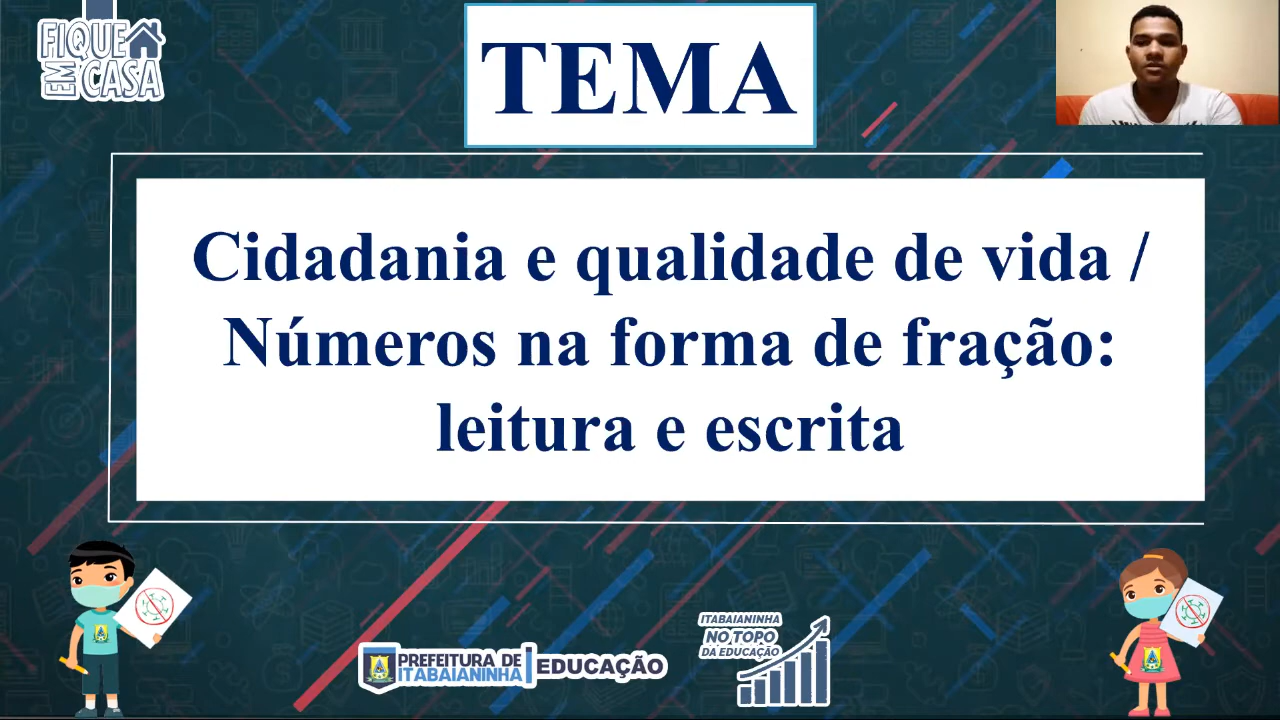 FIQUE
EM CASA
TEMA
Cidadania e qualidade de vida /
Números na forma de fração:
leitura e escrita
PREFEITURA DE
ITABAIANINHA
EDUCAÇÃO
ITABAIANINHA
NO TOPO
DA EDUCAÇÃO